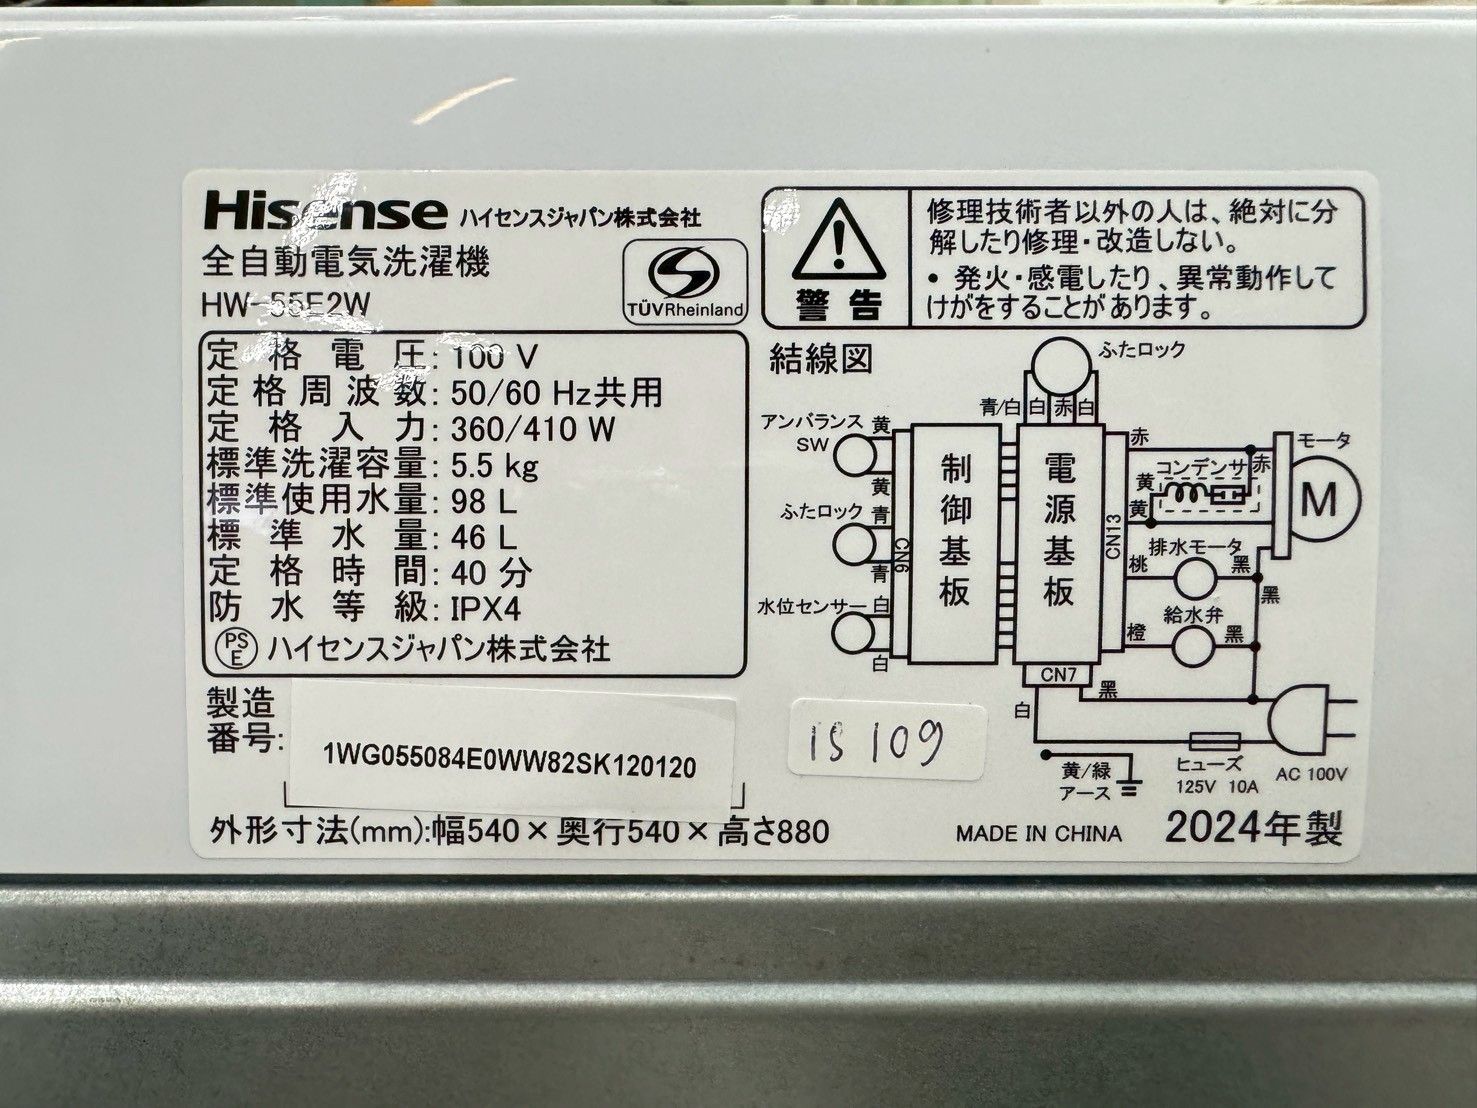 Hisense ハイセンスジャパン株式会社
全自動電気洗濯機
HW-55E2W
TÜVRheinland
定格電圧: 100 V
定格周波数: 50/60 Hz共用
定格入力: 360/410 W
標準洗濯容量: 5.5 kg
標準使用水量: 98 L
標準水量: 46 L
定格時間: 40 分
防水等級: IPX4
PSE ハイセンスジャパン株式会社
製造
番号:
1WG055084E0WW82SK120120
外形寸法(mm):幅540×奥行540×高さ880
警告
修理技術者以外の人は、絶対に分
解したり修理・改造しない。
・発火・感電したり、異常動作して
けがをすることがあります。
結線図
ふたロック
青/白 白 赤 白
アンバランス
SW
黄
黄
ふたロック
青
青
CN6
水位センサー
白
白
制御基板
電源基板
CN13
赤
コンデンサ
赤
黄
黄
モータ
M
排水モータ
桃
黒
黒
給水弁
橙
黒
CN7
黒
白
黄/緑
アース
ヒューズ
125V 10A
AC 100V
IS 109
MADE IN CHINA 2024年製